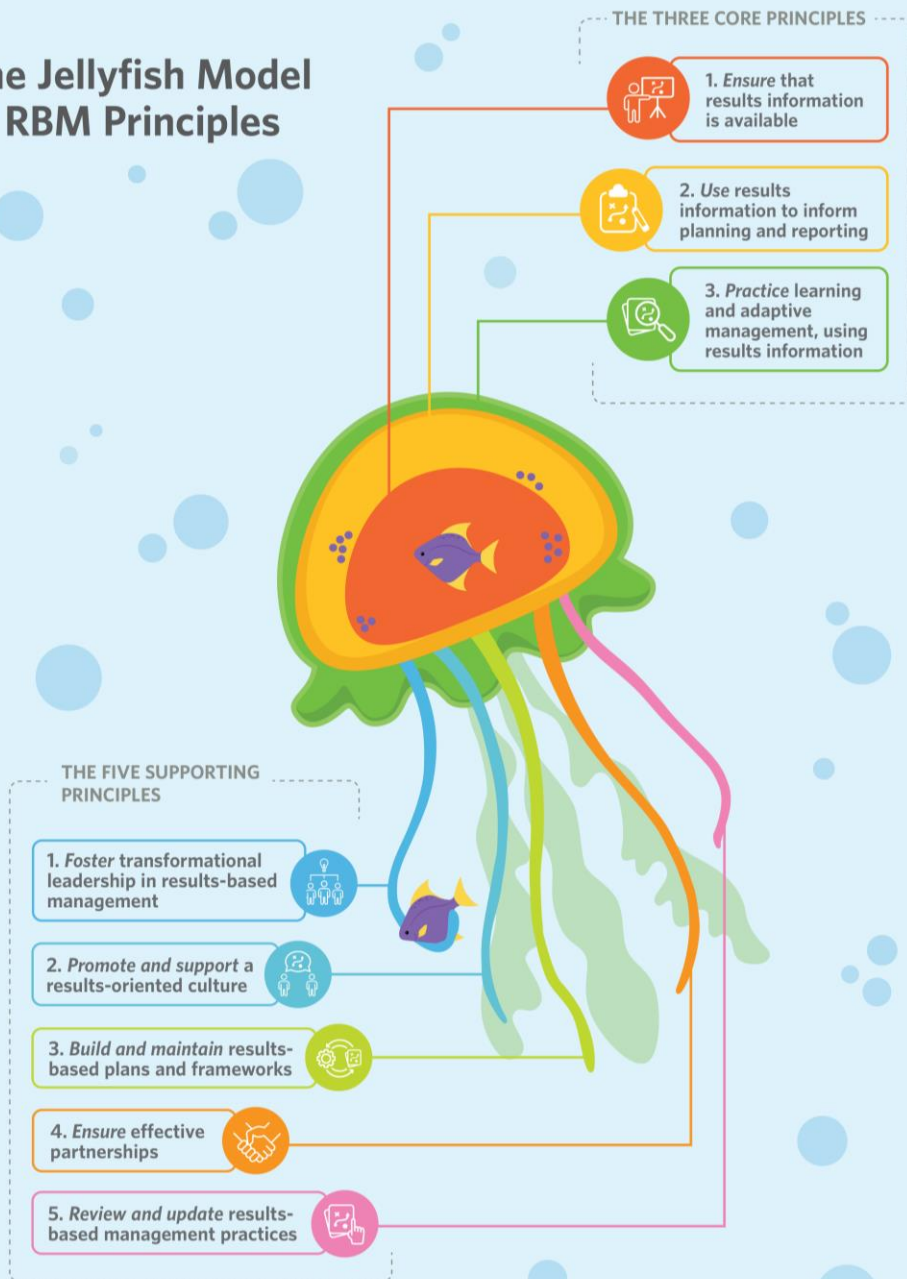 e Jellyfish Model
RBM Principles
THE THREE CORE PRINCIPLES
1. Ensure that
results information
is available
2. Use results
information to inform
planning and reporting
3. Practice learning
and adaptive
management, using
results information
THE FIVE SUPPORTING
PRINCIPLES
1. Foster transformational
leadership in results-based
management
2. Promote and support a
results-oriented culture
3. Build and maintain results-
based plans and frameworks
4. Ensure effective
partnerships
5. Review and update results-
based management practices